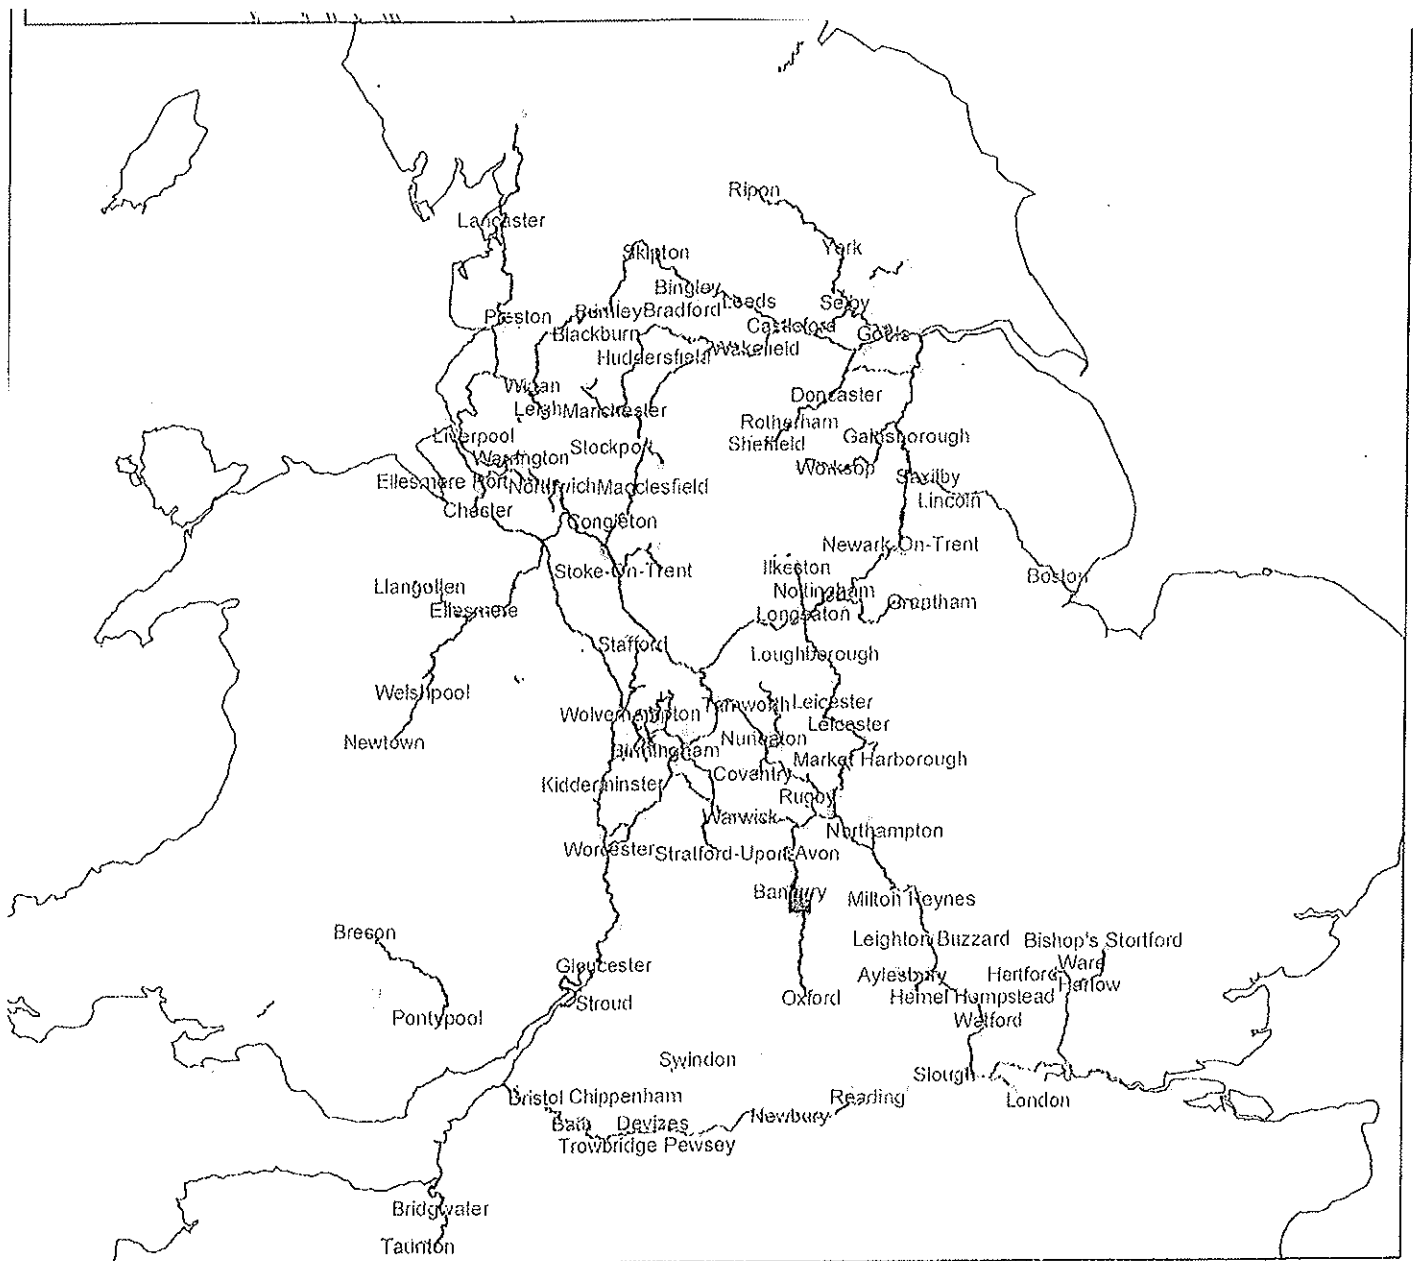 Ripon
Lancaster
York
Skipton
Bingley
Leeds
Selby
Burnley
Bradford
Preston
Castleford
Goole
Blackburn
Huddersfield
Wakefield
Wigan
Doncaster
Leigh
Manchester
Rotherham
Liverpool
Stockport
Sheffield
Gainsborough
Warrington
Worksop
Saxilby
Ellesmere Port
Northwich
Macclesfield
Lincoln
Chester
Congleton
Newark-On-Trent
Stoke-On-Trent
Ilkeston
Boston
Llangollen
Nottingham
Ellesmere
Grantham
Long Eaton
Stafford
Loughborough
Welshpool
Tamworth
Leicester
Wolverhampton
Leicester
Newtown
Nuneaton
Birmingham
Market Harborough
Coventry
Kidderminster
Rugby
Warwick
Northampton
Worcester
Stratford-Upon-Avon
Banbury
Milton Keynes
Brecon
Leighton Buzzard
Bishop's Stortford
Ware
Gloucester
Aylesbury
Hertford
Harlow
Oxford
Hemel Hempstead
Stroud
Pontypool
Watford
Swindon
Slough
Bristol
Chippenham
Reading
London
Bath
Devizes
Newbury
Trowbridge
Pewsey
Bridgwater
Taunton